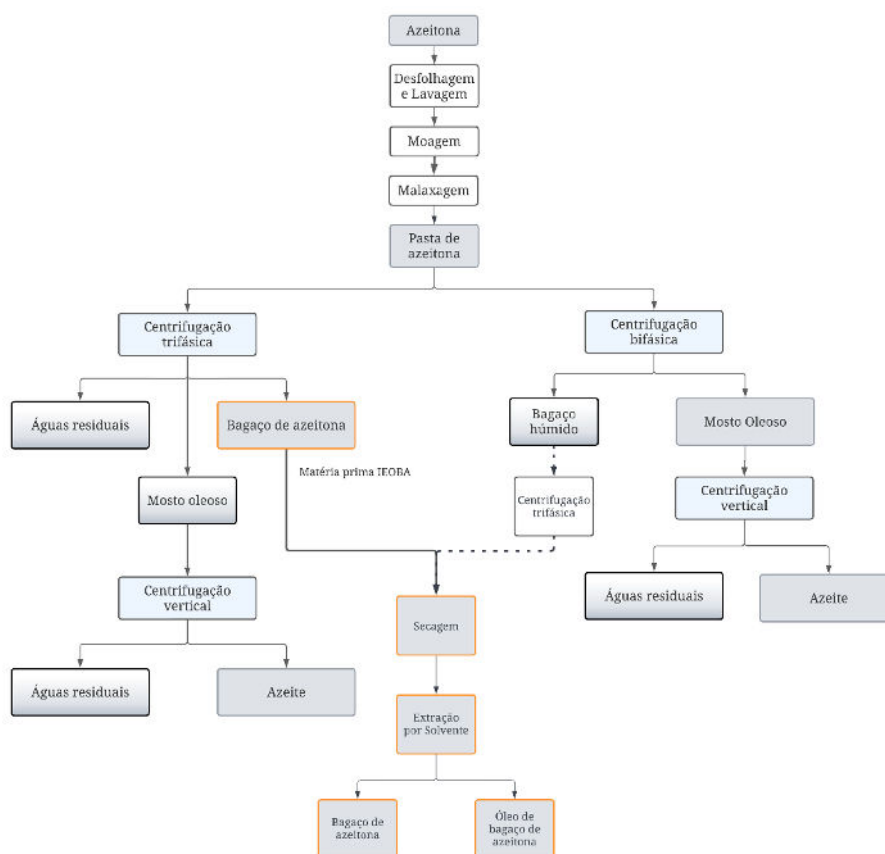 Azeitona
Desfolhagem
e Lavagem
Moagem
Malaxagem
Pasta de
azeitona
Centrifugação
trifásica
Centrifugação
bifásica
Águas residuais
Bagaço de azeitona
Bagaço
húmido
Mosto Oleoso
Matéria prima IEOBA
Mosto oleoso
Centrifugação
trifásica
Centrifugação
vertical
Centrifugação
vertical
Águas residuais
Azeite
Secagem
Águas residuais
Azeite
Extração
por Solvente
Bagaço de
azeitona
Óleo de
bagaço de
azeitona